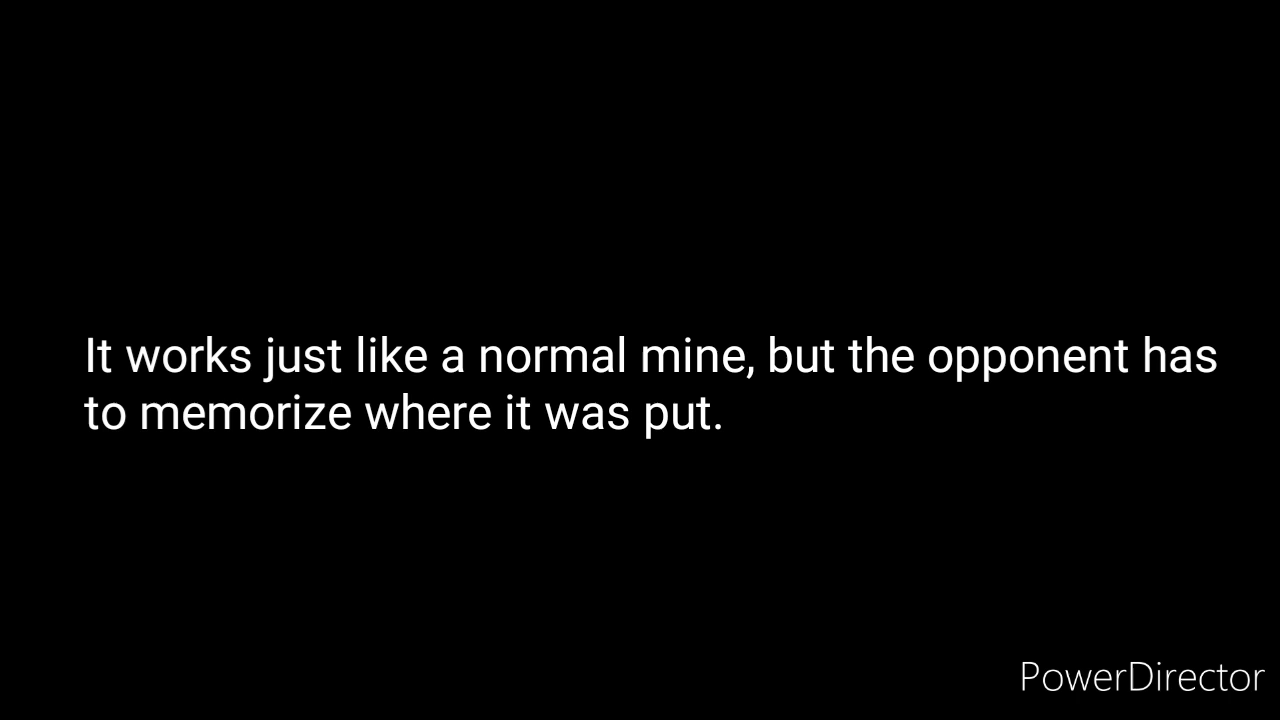 It works just like a normal mine, but the opponent has
to memorize where it was put.
PowerDirector